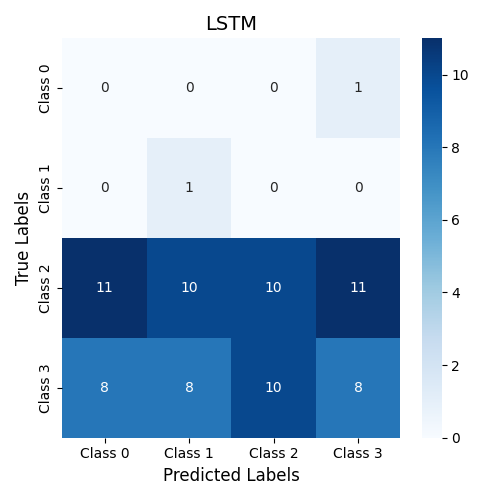 LSTM
True Labels
Class 0
0 0 0 1
Class 1
0 1 0 0
Class 2
11 10 10 11
Class 3
8 8 10 8
Class 0 Class 1 Class 2 Class 3
Predicted Labels
10
8
6
4
2
0